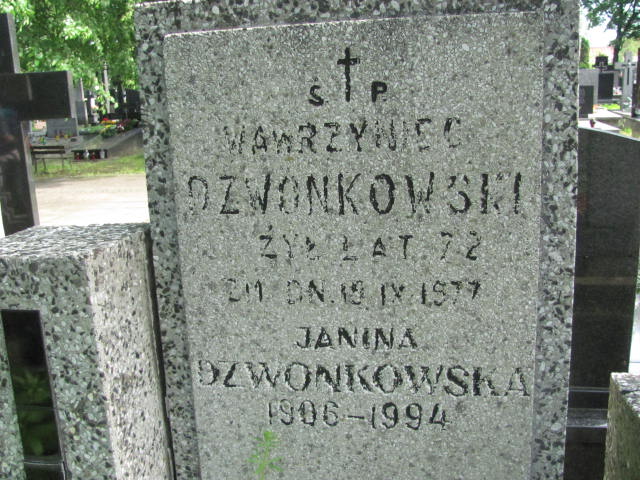 Ś P
WAWRZYNIEC
DZWONKOWSKI
ŻYŁ LAT 72
ZM. DN. 19.IX.1977
JANINA
DZWONKOWSKA
1906-1994